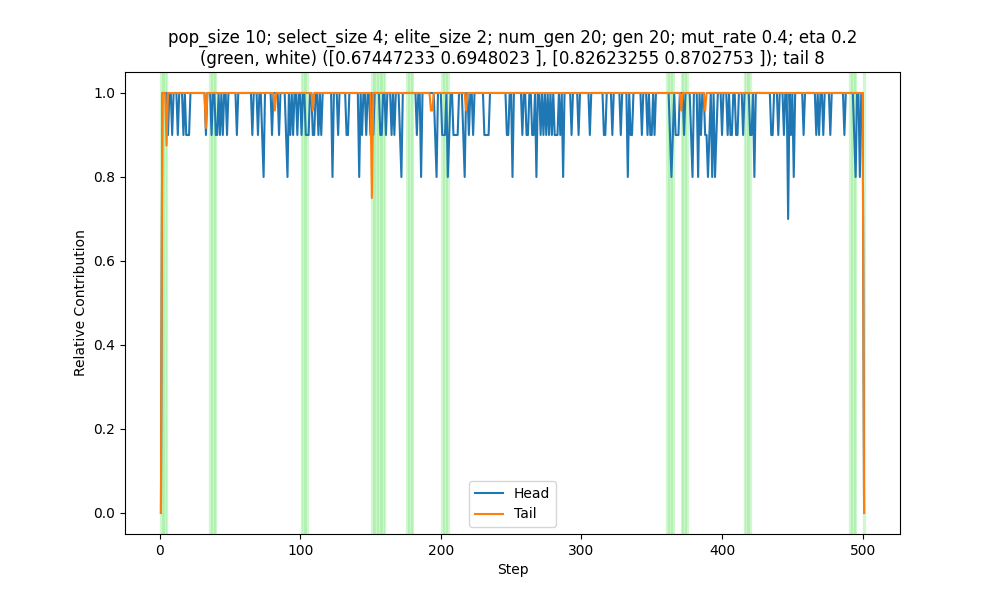 pop_size 10; select_size 4; elite_size 2; num_gen 20; gen 20; mut_rate 0.4; eta 0.2
(green, white) ([0.67447233 0.6948023 ], [0.82623255 0.8702753 ]); tail 8
1.0
0.8
0.6
0.4
0.2
0.0
Relative Contribution
Head
Tail
0
100
200
300
400
500
Step